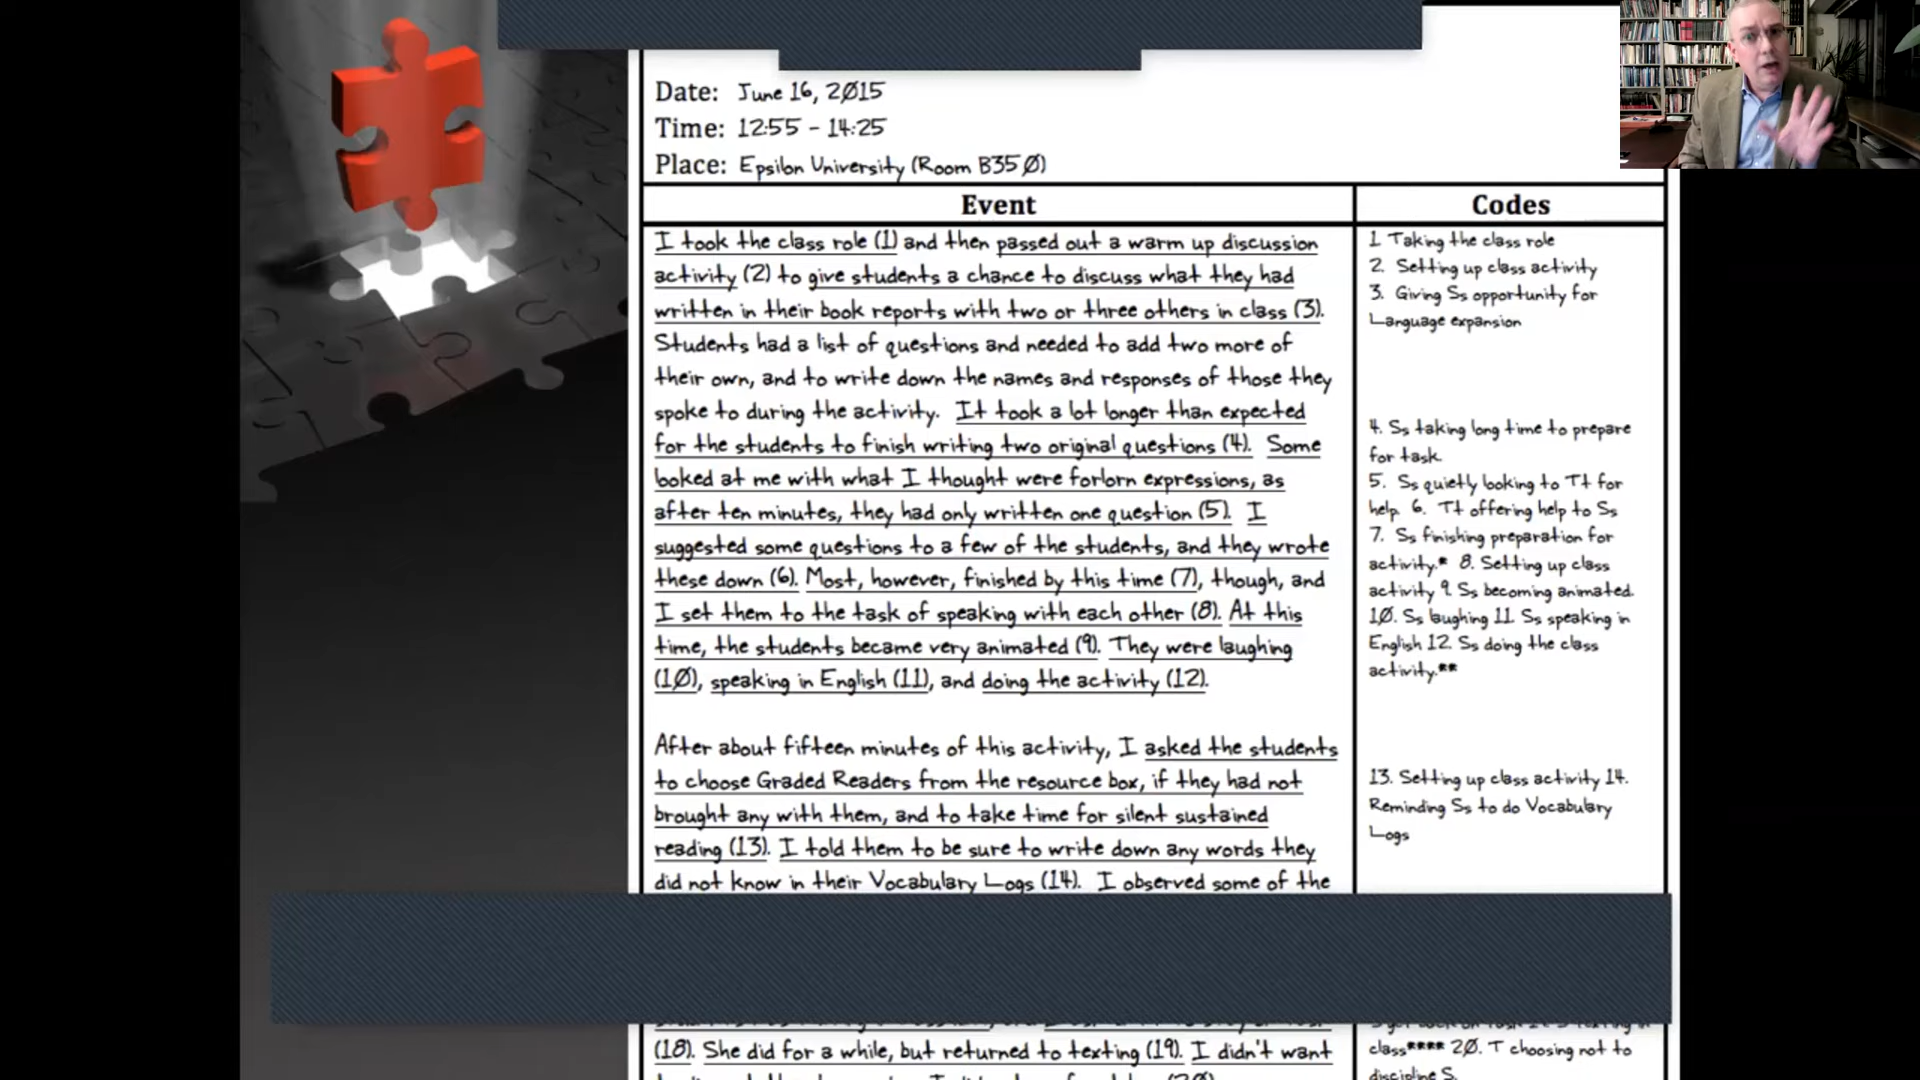 Date: June 16, 2Ø15
Time: 12:55 - 14:25
Place: Epsilon University (Room B35Ø)
Event
I took the class role (1) and then passed out a warm up discussion
activity (2) to give students a chance to discuss what they had
written in their book reports with two or three others in class (3).
Students had a list of questions and needed to add two more of
their own, and to write down the names and responses of those they
spoke to during the activity. It took a lot longer than expected
for the students to finish writing two original questions (4). Some
looked at me with what I thought were forlorn expressions, as
after ten minutes, they had only written one question (5). I
suggested some questions to a few of the students, and they wrote
these down (6). Most, however, finished by this time (7), though, and
I set them to the task of speaking with each other (8). At this
time, the students became very animated (9). They were laughing
(1Ø), speaking in English (11), and doing the activity (12).
After about fifteen minutes of this activity, I asked the students
to choose Graded Readers from the resource box, if they had not
brought any with them, and to take time for silent sustained
reading (13). I told them to be sure to write down any words they
did not know in their Vocabulary Logs (14). I observed some of the
(18). She did for a while, but returned to texting (19). I didn't want
Codes
1 Taking the class role
2. Setting up class activity
3. Giving Ss opportunity for
Language expansion
4. Ss taking long time to prepare
for task.
5. Ss quietly looking to Tt for
help. 6. Tt offering help to Ss
7. Ss finishing preparation for
activity.* 8. Setting up class
activity 9. Ss becoming animated.
1Ø. Ss laughing 11. Ss speaking in
English 12. Ss doing the class
activity.**
13. Setting up class activity 14.
Reminding Ss to do Vocabulary
Logs
class**** 2Ø. T choosing not to
discipline S.